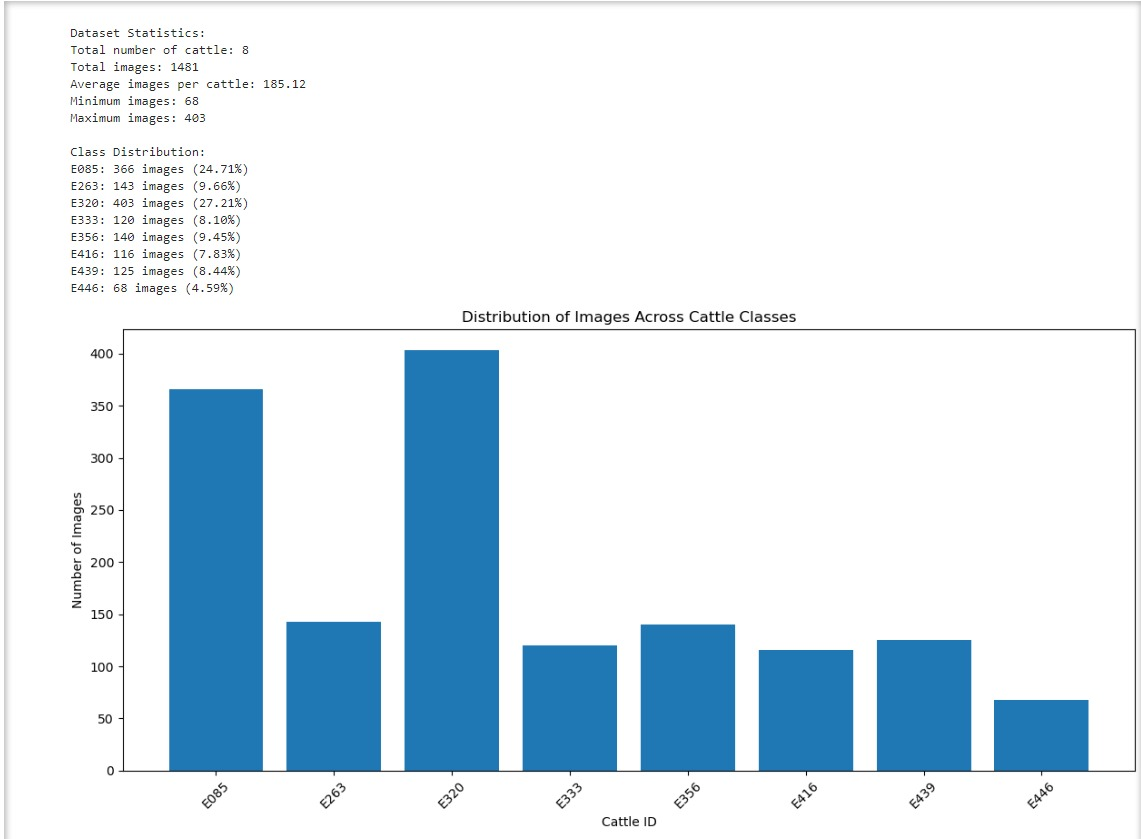 Dataset Statistics:
Total number of cattle: 8
Total images: 1481
Average images per cattle: 185.12
Minimum images: 68
Maximum images: 403
Class Distribution:
E085: 366 images (24.71%)
E263: 143 images (9.66%)
E320: 403 images (27.21%)
E333: 120 images (8.10%)
E356: 140 images (9.45%)
E416: 116 images (7.83%)
E439: 125 images (8.44%)
E446: 68 images (4.59%)
Distribution of Images Across Cattle Classes
400
350
300
250
200
150
100
50
0
Number of Images
E085
E263
E320
E333
E356
E416
E439
E446
Cattle ID